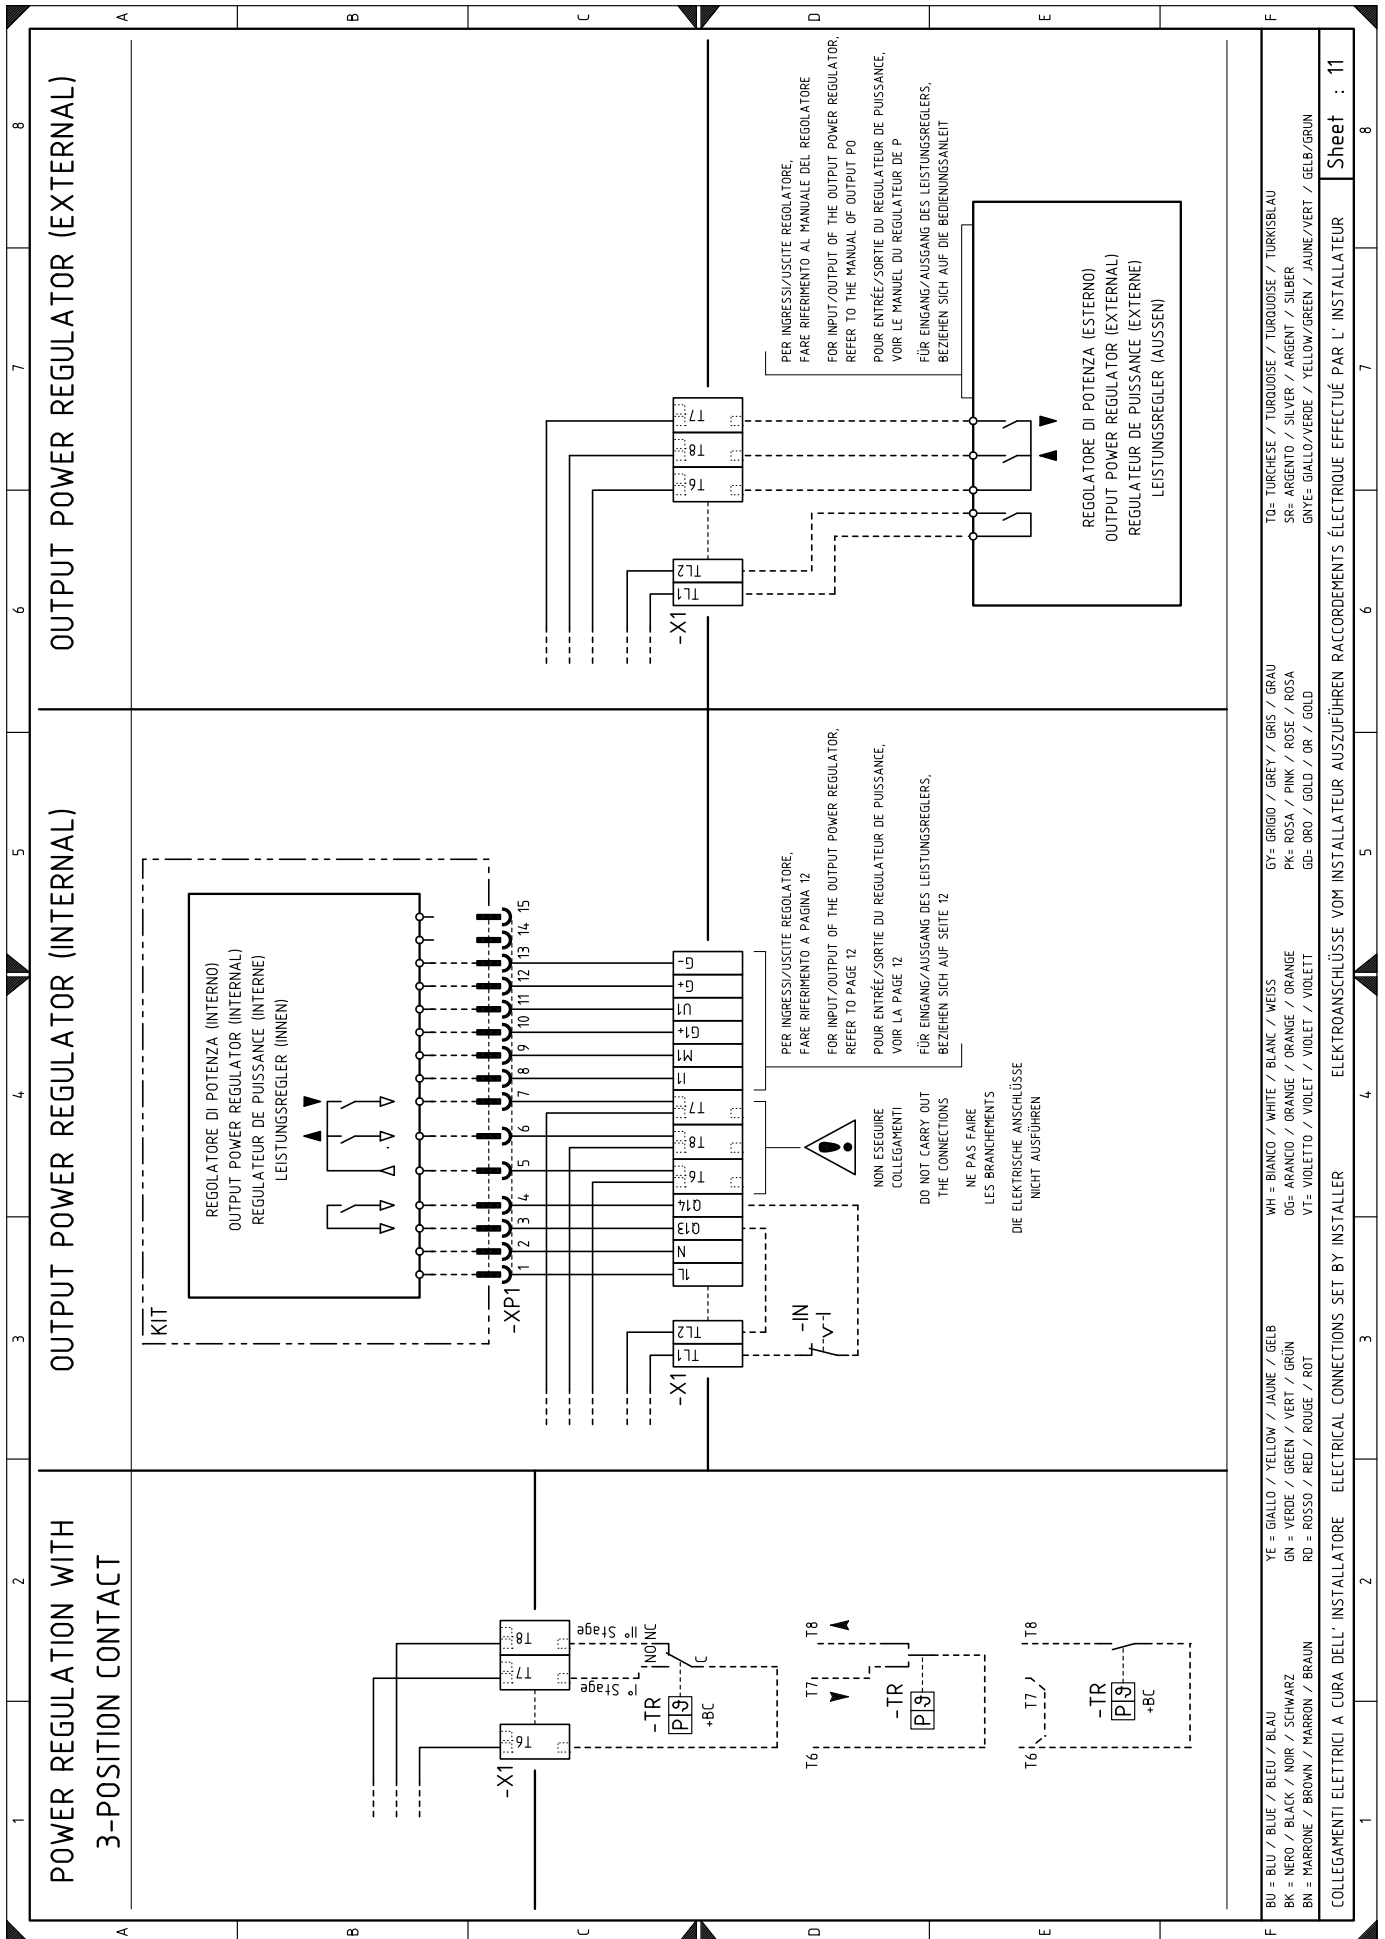 1
2
3
4
5
6
7
8
A
B
C
D
E
F
POWER REGULATION WITH
3-POSITION CONTACT
-X1
T6
T7
T8
I° Stage
II° Stage
NO
NC
C
-TR
P
ϑ
+BC
T6
T7
T8
-TR
P
ϑ
T6
T7
T8
-TR
P
ϑ
+BC
OUTPUT POWER REGULATOR (INTERNAL)
KIT
REGOLATORE DI POTENZA (INTERNO)
OUTPUT POWER REGULATOR (INTERNAL)
REGULATEUR DE PUISSANCE (INTERNE)
LEISTUNGSREGLER (INNEN)
-XP1
1
2
3
4
5
6
7
8
9
10
11
12
13
14
15
-X1
TL1
TL2
1L
N
Q13
Q14
T6
T8
T7
I1
M1
G1+
U1
G+
G-
-IN
NON ESEGUIRE
COLLEGAMENTI
DO NOT CARRY OUT
THE CONNECTIONS
NE PAS FAIRE
LES BRANCHEMENTS
DIE ELEKTRISCHE ANSCHLÜSSE
NICHT AUSFÜHREN
PER INGRESSI/USCITE REGOLATORE,
FARE RIFERIMENTO A PAGINA 12
FOR INPUT/OUTPUT OF THE OUTPUT POWER REGULATOR,
REFER TO PAGE 12
POUR ENTRÉE/SORTIE DU REGULATEUR DE PUISSANCE,
VOIR LA PAGE 12
FÜR EINGANG/AUSGANG DES LEISTUNGSREGLERS,
BEZIEHEN SICH AUF SEITE 12
OUTPUT POWER REGULATOR (EXTERNAL)
-X1
TL1
TL2
T6
T8
T7
PER INGRESSI/USCITE REGOLATORE,
FARE RIFERIMENTO AL MANUALE DEL REGOLATORE
FOR INPUT/OUTPUT OF THE OUTPUT POWER REGULATOR,
REFER TO THE MANUAL OF OUTPUT PO
POUR ENTRÉE/SORTIE DU REGULATEUR DE PUISSANCE,
VOIR LE MANUEL DU REGULATEUR DE P
FÜR EINGANG/AUSGANG DES LEISTUNGSREGLERS,
BEZIEHEN SICH AUF DIE BEDIENUNGSANLEIT
REGOLATORE DI POTENZA (ESTERNO)
OUTPUT POWER REGULATOR (EXTERNAL)
REGULATEUR DE PUISSANCE (EXTERNE)
LEISTUNGSREGLER (AUSSEN)
BU = BLU / BLUE / BLEU / BLAU
BK = NERO / BLACK / NOIR / SCHWARZ
BN = MARRONE / BROWN / MARRON / BRAUN
YE = GIALLO / YELLOW / JAUNE / GELB
GN = VERDE / GREEN / VERT / GRÜN
RD = ROSSO / RED / ROUGE / ROT
WH = BIANCO / WHITE / BLANC / WEISS
OG= ARANCIO / ORANGE / ORANGE / ORANGE
VT= VIOLETTO / VIOLET / VIOLET / VIOLETT
GY= GRIGIO / GREY / GRIS / GRAU
PK= ROSA / PINK / ROSE / ROSA
GD= ORO / GOLD / OR / GOLD
TQ= TURCHESE / TURQUOISE / TURQUOISE / TURKISBLAU
SR= ARGENTO / SILVER / ARGENT / SILBER
GNYE= GIALLO/VERDE / YELLOW/GREEN / JAUNE/VERT / GELB/GRUN
COLLEGAMENTI ELETTRICI A CURA DELL' INSTALLATORE ELECTRICAL CONNECTIONS SET BY INSTALLER ELEKTROANSCHLÜSSE VOM INSTALLATEUR AUSZUFÜHREN RACCORDEMENTS ÉLECTRIQUE EFFECTUÉ PAR L' INSTALLATEUR
Sheet : 11
1
2
3
4
5
6
7
8
A
B
C
D
E
F